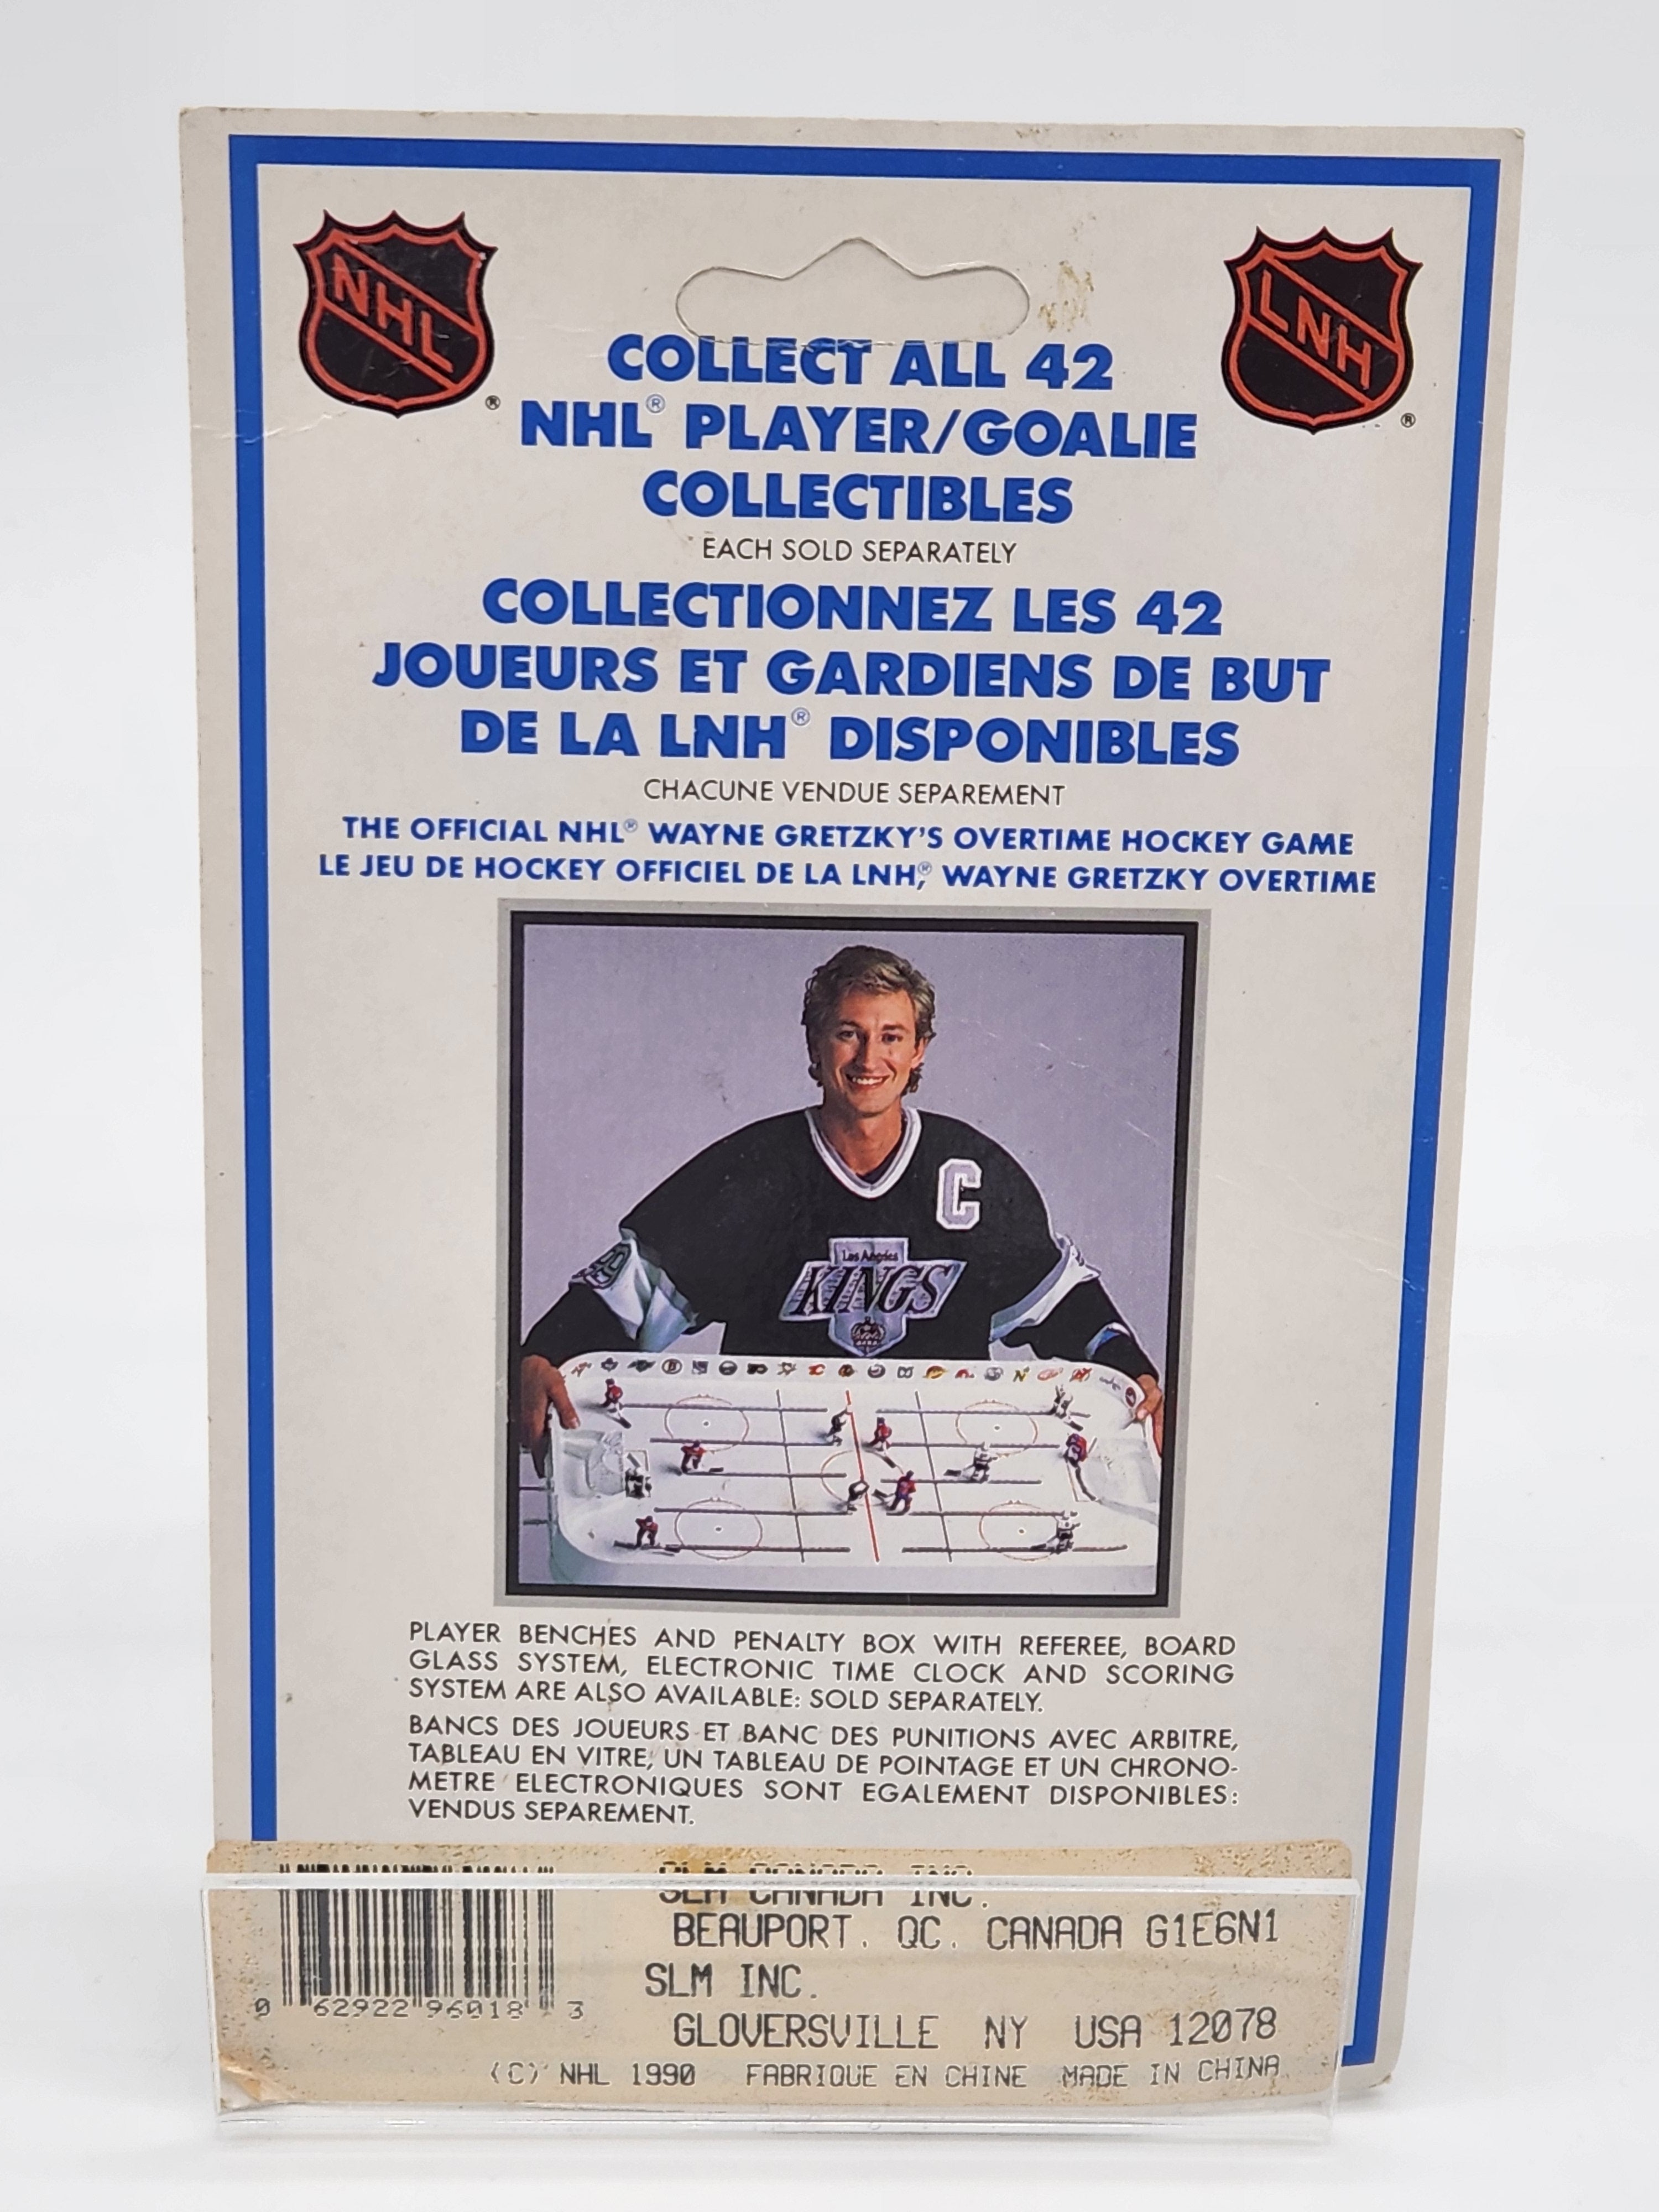 NHL
LNH
®
®
COLLECT ALL 42
NHL® PLAYER/GOALIE
COLLECTIBLES
EACH SOLD SEPARATELY
COLLECTIONNEZ LES 42
JOUEURS ET GARDIENS DE BUT
DE LA LNH® DISPONIBLES
CHACUNE VENDUE SEPAREMENT
THE OFFICIAL NHL® WAYNE GRETZKY'S OVERTIME HOCKEY GAME
LE JEU DE HOCKEY OFFICIEL DE LA LNH,® WAYNE GRETZKY OVERTIME
C
Los Angeles
KINGS
PLAYER BENCHES AND PENALTY BOX WITH REFEREE, BOARD
GLASS SYSTEM, ELECTRONIC TIME CLOCK AND SCORING
SYSTEM ARE ALSO AVAILABLE: SOLD SEPARATELY.
BANCS DES JOUEURS ET BANC DES PUNITIONS AVEC ARBITRE,
TABLEAU EN VITRE, UN TABLEAU DE POINTAGE ET UN CHRONO-
METRE ELECTRONIQUES SONT EGALEMENT DISPONIBLES:
VENDUS SEPAREMENT.
SLM CANADA INC.
BEAUPORT. QC. CANADA G1E6N1
SLM INC.
GLOVERSVILLE NY USA 12078
0 62922 96018 3
(C) NHL 1990 FABRIQUE EN CHINE MADE IN CHINA